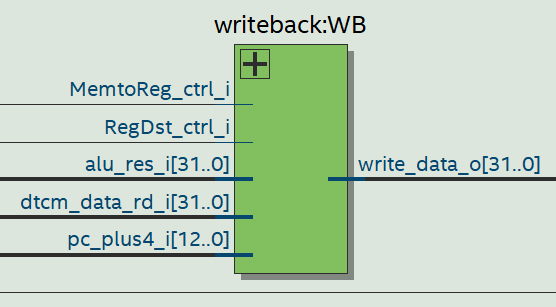 writeback:WB
MemtoReg_ctrl_i
RegDst_ctrl_i
alu_res_i[31..0]
write_data_o[31..0]
dtcm_data_rd_i[31..0]
pc_plus4_i[12..0]